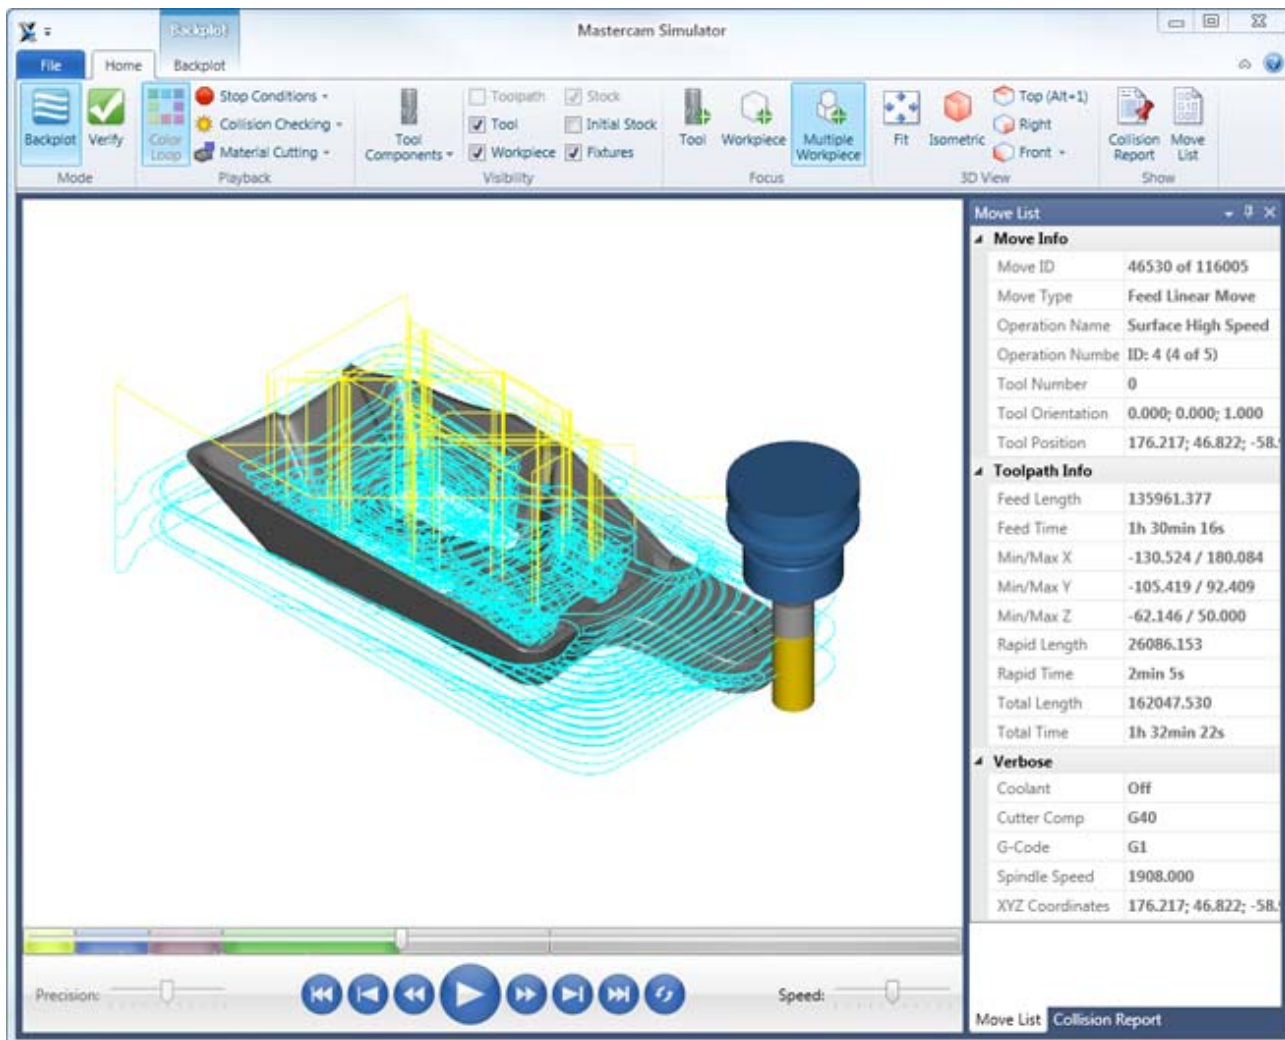 Backplot
Mastercam Simulator
File Home Backplot
Backplot Verify
Mode
Color Loop
Stop Conditions
Collision Checking
Material Cutting
Playback
Tool Components
Toolpath Stock
Tool Initial Stock
Workpiece Fixtures
Visibility
Tool Workpiece Multiple Workpiece
Focus
Fit Isometric
Top (Alt+1)
Right
Front
3D View
Collision Report Move List
Show
Move List
Move Info
Move ID 46530 of 116005
Move Type Feed Linear Move
Operation Name Surface High Speed
Operation Numbe ID: 4 (4 of 5)
Tool Number 0
Tool Orientation 0.000; 0.000; 1.000
Tool Position 176.217; 46.822; -58.9
Toolpath Info
Feed Length 135961.377
Feed Time 1h 30min 16s
Min/Max X -130.524 / 180.084
Min/Max Y -105.419 / 92.409
Min/Max Z -62.146 / 50.000
Rapid Length 26086.153
Rapid Time 2min 5s
Total Length 162047.530
Total Time 1h 32min 22s
Verbose
Coolant Off
Cutter Comp G40
G-Code G1
Spindle Speed 1908.000
XYZ Coordinates 176.217; 46.822; -58.9
Precision: Speed:
Move List Collision Report